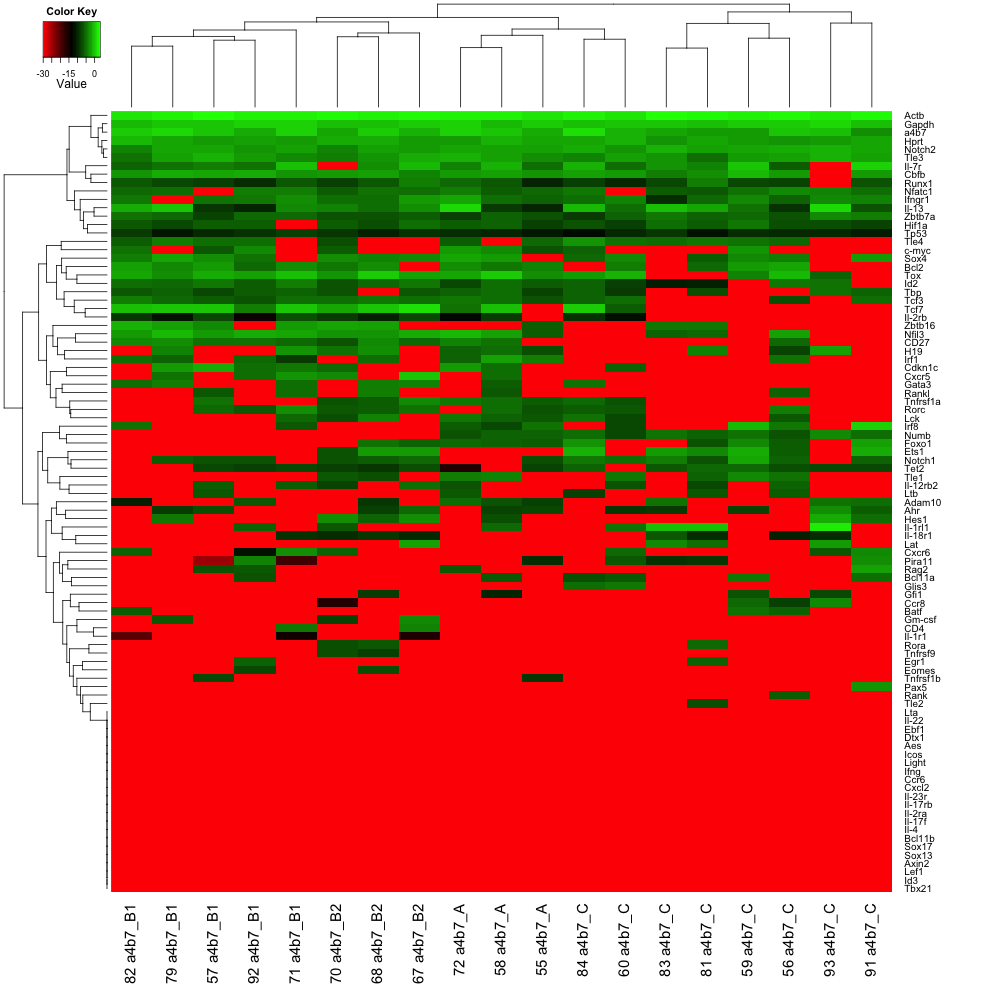 Color Key
-30 -15 0
Value
Actb
Gapdh
a4b7
Hprt
Notch2
Tle3
Il-7r
Cbfb
Runx1
Nfatc1
Ifngr1
Il-13
Zbtb7a
Hif1a
Tp53
Tle4
c-myc
Sox4
Bcl2
Tox
Id2
Tbp
Tcf3
Tcf7
Il-2rb
Zbtb16
Nfil3
CD27
H19
Irf1
Cdkn1c
Cxcr5
Gata3
Rankl
Tnfrsf1a
Rorc
Lck
Irf8
Numb
Foxo1
Ets1
Notch1
Tet2
Tle1
Il-12rb2
Ltb
Adam10
Ahr
Hes1
Il-1rl1
Il-18r1
Lat
Cxcr6
Pira11
Rag2
Bcl11a
Glis3
Gfi1
Ccr8
Batf
Gm-csf
CD4
Il-1r1
Rora
Tnfrsf9
Egr1
Eomes
Tnfrsf1b
Pax5
Rank
Tle2
Lta
Il-22
Ebf1
Dtx1
Aes
Icos
Light
Ifng
Ccr6
Cxcl2
Il-23r
Il-17rb
Il-2ra
Il-17f
Il-4
Bcl11b
Sox17
Sox13
Axin2
Lef1
Id3
Tbx21
82 a4b7_B1
79 a4b7_B1
57 a4b7_B1
92 a4b7_B1
71 a4b7_B1
70 a4b7_B2
68 a4b7_B2
67 a4b7_B2
72 a4b7_A
58 a4b7_A
55 a4b7_A
84 a4b7_C
60 a4b7_C
83 a4b7_C
81 a4b7_C
59 a4b7_C
56 a4b7_C
93 a4b7_C
91 a4b7_C